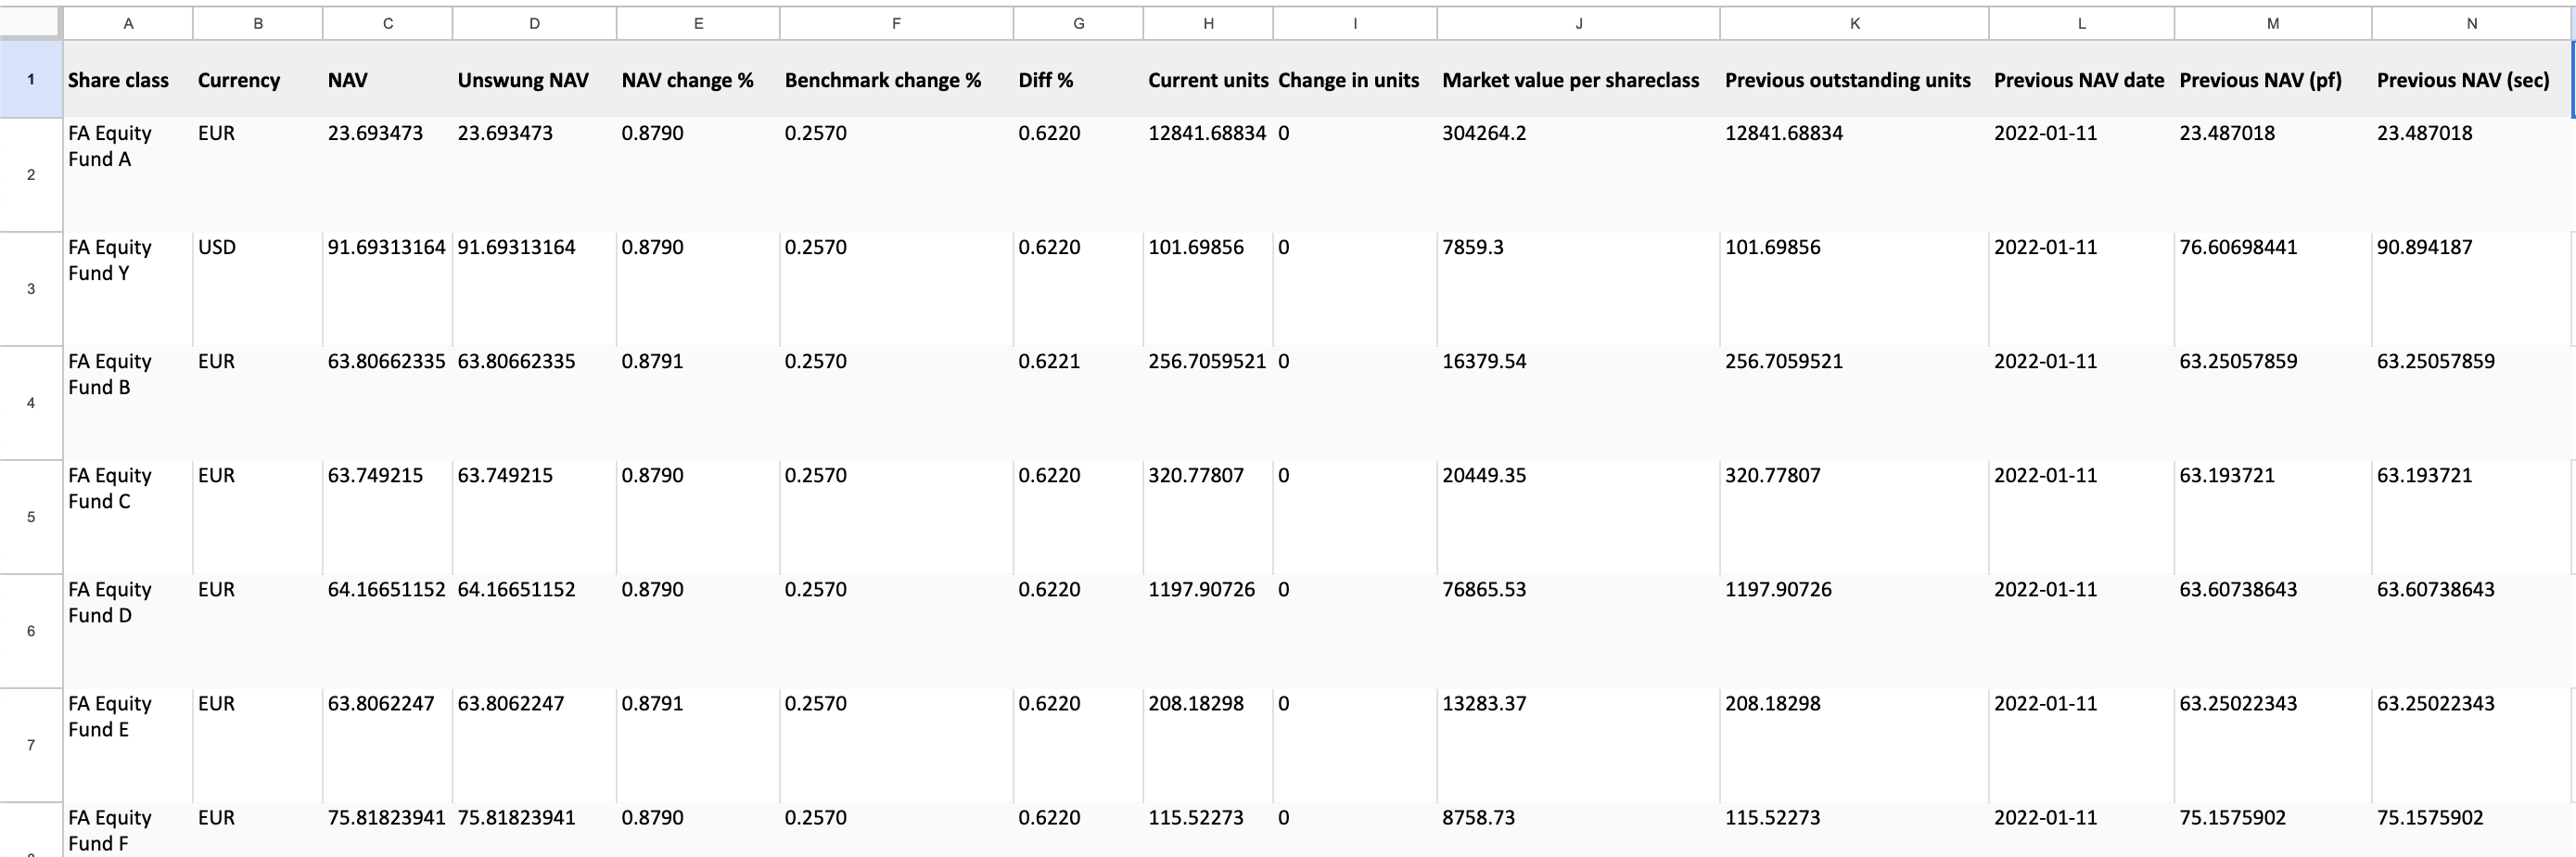 A B C D E F G H I J K L M N
1 Share class Currency NAV Unswung NAV NAV change % Benchmark change % Diff % Current units Change in units Market value per shareclass Previous outstanding units Previous NAV date Previous NAV (pf) Previous NAV (sec)
FA Equity EUR 23.693473 23.693473 0.8790 0.2570 0.6220 12841.68834 0 304264.2 12841.68834 2022-01-11 23.487018 23.487018
Fund A
2
FA Equity USD 91.69313164 91.69313164 0.8790 0.2570 0.6220 101.69856 0 7859.3 101.69856 2022-01-11 76.60698441 90.894187
Fund Y
3
FA Equity EUR 63.80662335 63.80662335 0.8791 0.2570 0.6221 256.7059521 0 16379.54 256.7059521 2022-01-11 63.25057859 63.25057859
Fund B
4
FA Equity EUR 63.749215 63.749215 0.8790 0.2570 0.6220 320.77807 0 20449.35 320.77807 2022-01-11 63.193721 63.193721
Fund C
5
FA Equity EUR 64.16651152 64.16651152 0.8790 0.2570 0.6220 1197.90726 0 76865.53 1197.90726 2022-01-11 63.60738643 63.60738643
Fund D
6
FA Equity EUR 63.8062247 63.8062247 0.8791 0.2570 0.6220 208.18298 0 13283.37 208.18298 2022-01-11 63.25022343 63.25022343
Fund E
7
FA Equity EUR 75.81823941 75.81823941 0.8790 0.2570 0.6220 115.52273 0 8758.73 115.52273 2022-01-11 75.1575902 75.1575902
Fund F